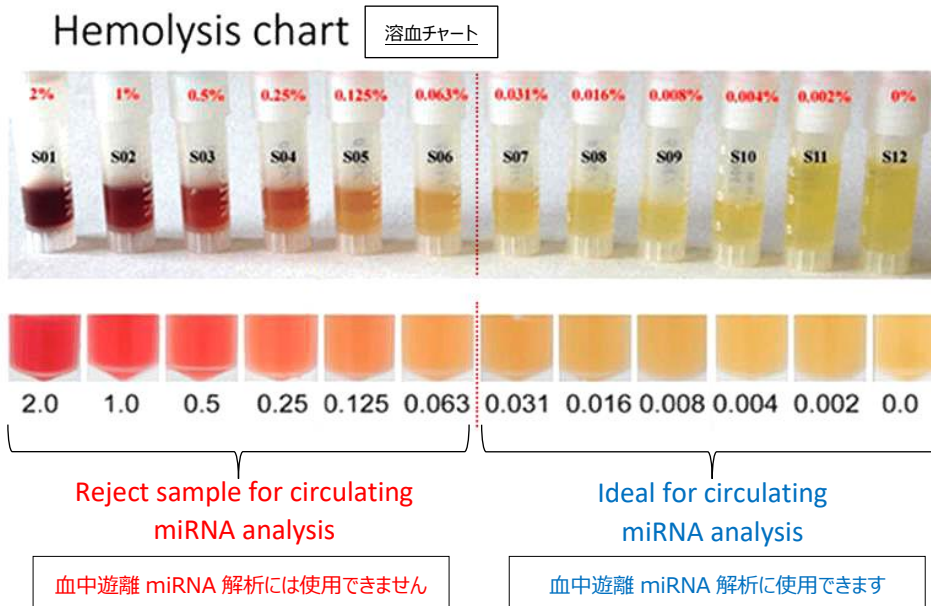 Hemolysis chart
溶血チャート
2% 1% 0.5% 0.25% 0.125% 0.063% 0.031% 0.016% 0.008% 0.004% 0.002% 0%
S01 S02 S03 S04 S05 S06 S07 S08 S09 S10 S11 S12
2.0 1.0 0.5 0.25 0.125 0.063 0.031 0.016 0.008 0.004 0.002 0.0
Reject sample for circulating
miRNA analysis
血中遊離 miRNA 解析には使用できません
Ideal for circulating
miRNA analysis
血中遊離 miRNA 解析に使用できます